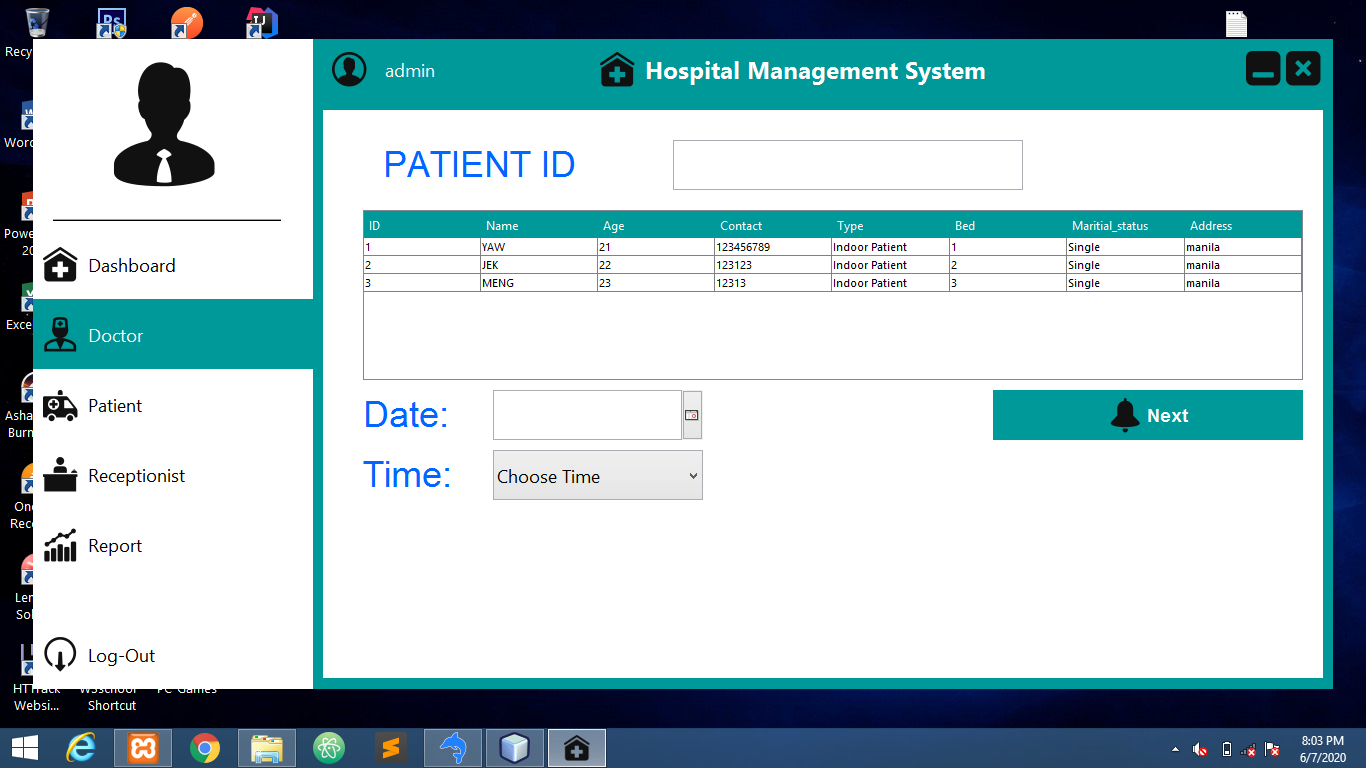 Recy
Word
Powe
20
Exce
Asha
Burn
On
Rece
Len
Sol
HTTrack
Websi...
W3school
Shortcut
PC Games
Ps
admin
Hospital Management System
Dashboard
Doctor
Patient
Receptionist
Report
Log-Out
PATIENT ID
ID Name Age Contact Type Bed Maritial_status Address
1 YAW 21 123456789 Indoor Patient 1 Single manila
2 JEK 22 123123 Indoor Patient 2 Single manila
3 MENG 23 12313 Indoor Patient 3 Single manila
Date:
Next
Time:
Choose Time
8:03 PM
6/7/2020